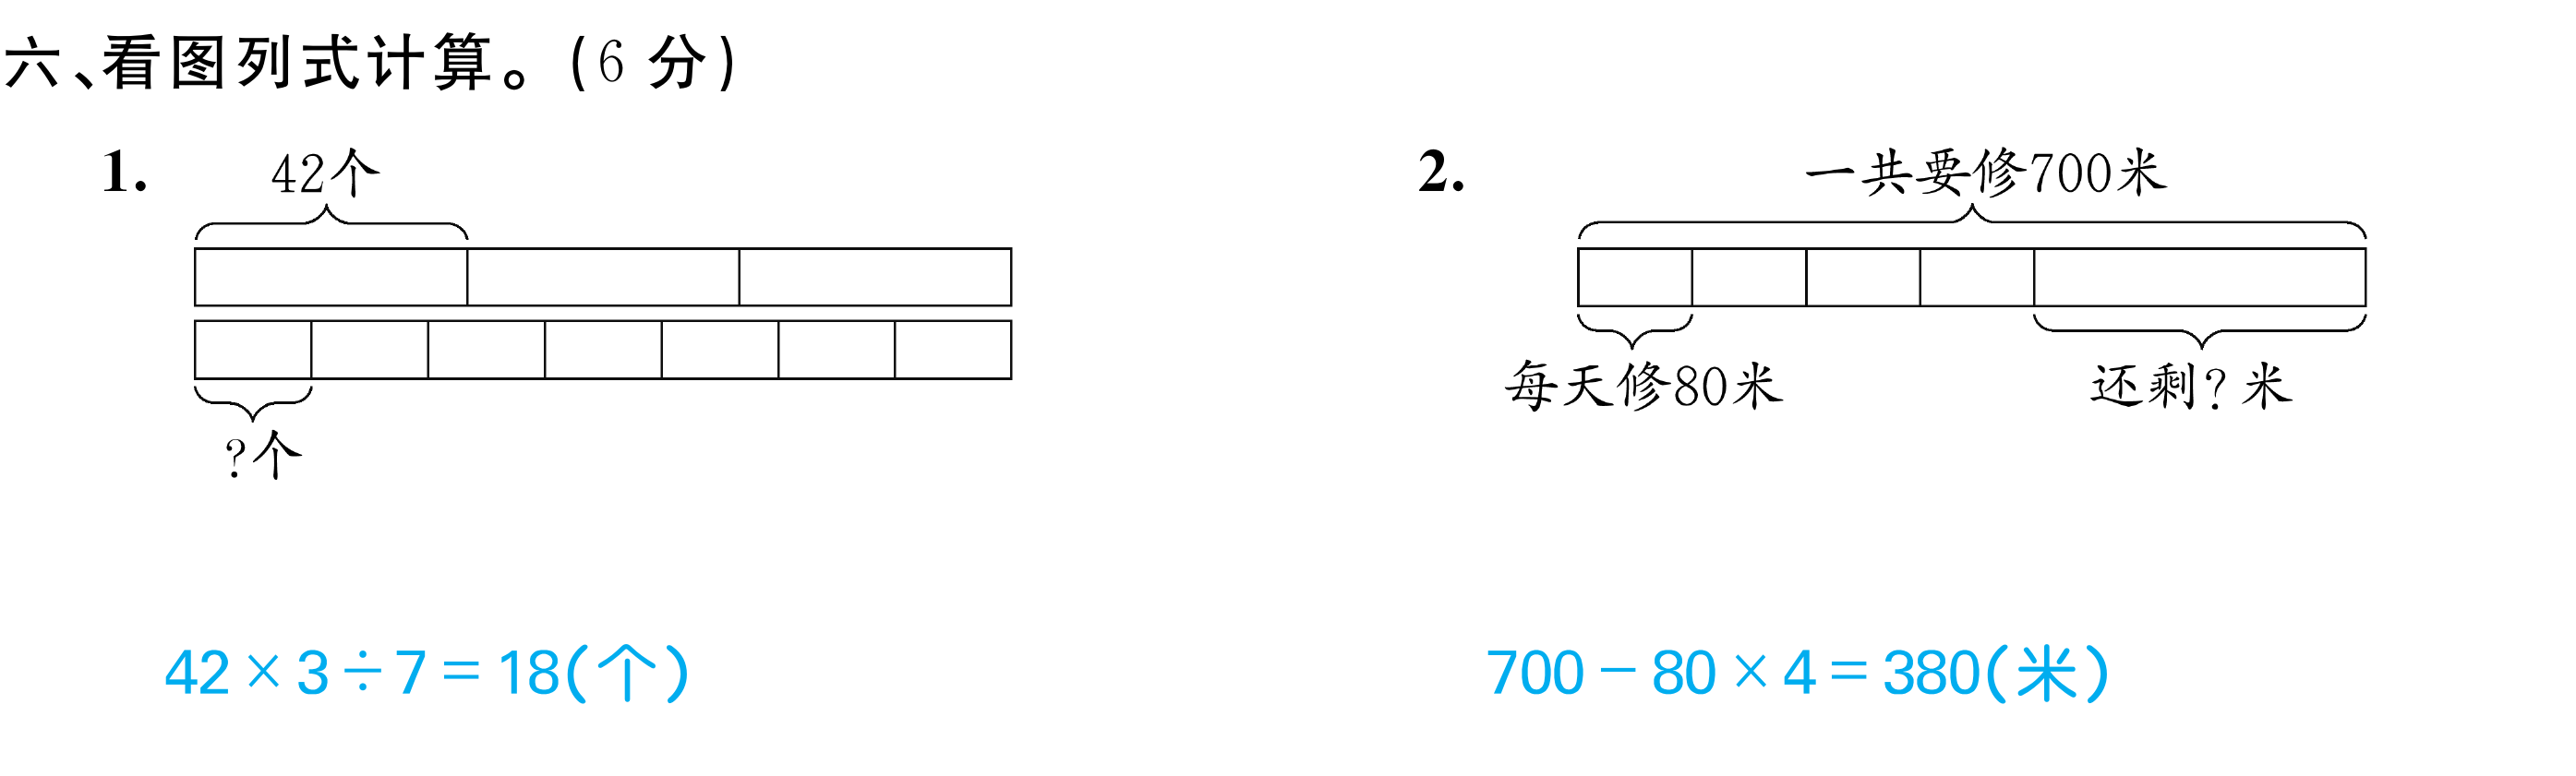 六、看图列式计算。(6 分)
1. 42个
2. 一共要修700米
每天修80米 还剩?米
?个
42×3÷7=18(个)
700-80×4=380(米)